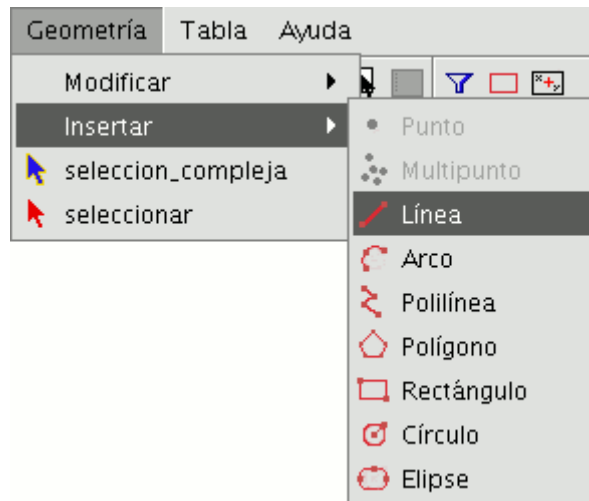 Geometría Tabla Ayuda
Modificar
Insertar
seleccion_compleja
seleccionar
Punto
Multipunto
Línea
Arco
Polilínea
Polígono
Rectángulo
Círculo
Elipse